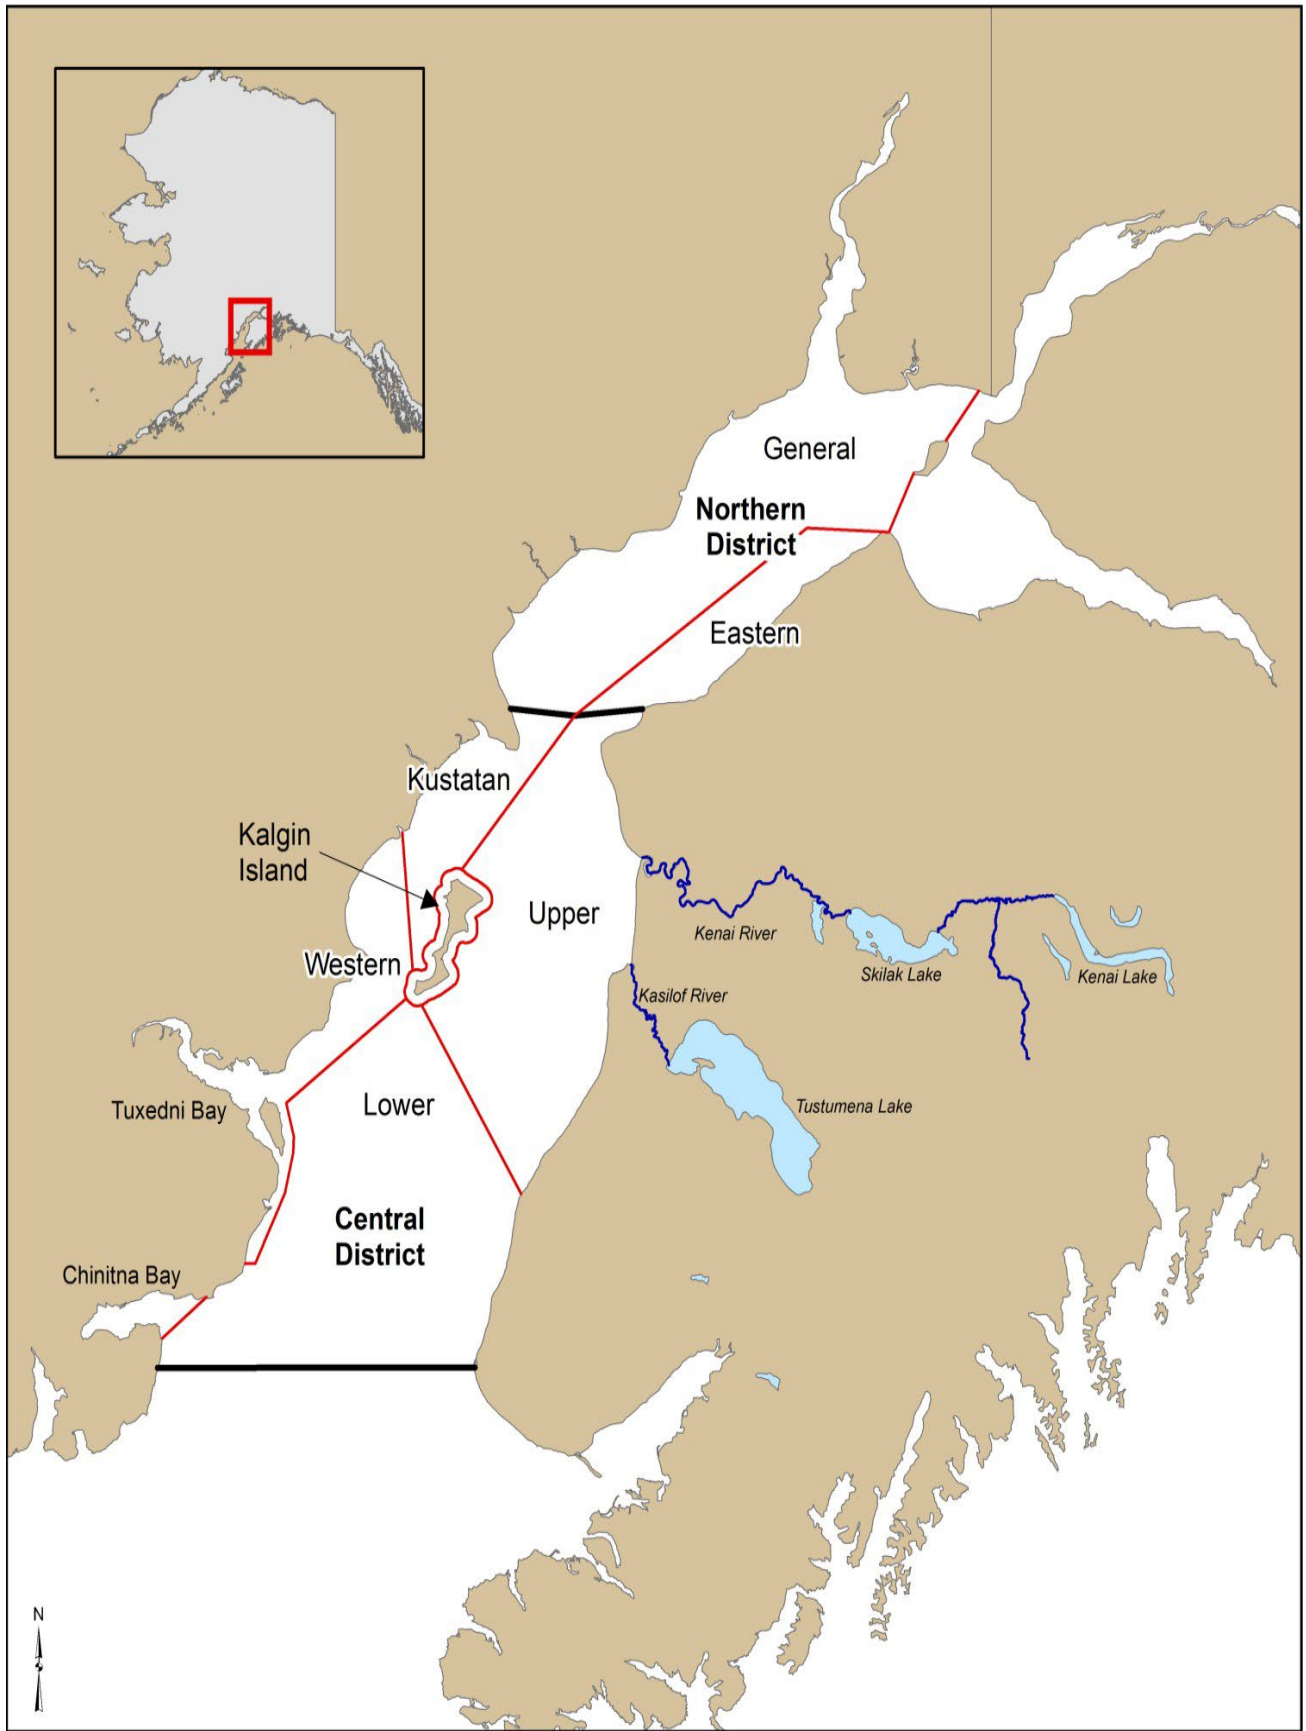 General
Northern
District
Eastern
Kustatan
Kalgin
Island
Upper
Kenai River
Western
Skilak Lake
Kenai Lake
Kasilof River
Tuxedni Bay
Lower
Tustumena Lake
Central
District
Chinitna Bay
N